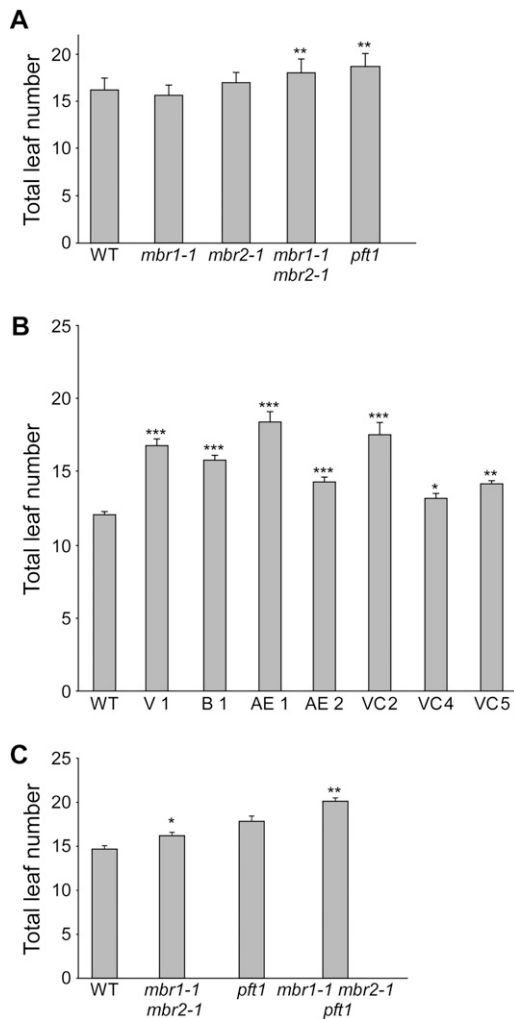 A
Total leaf number
20
15
10
5
0
** **
WT mbr1-1 mbr2-1 mbr1-1 pft1
mbr2-1
B
Total leaf number
25
20
15
10
5
0
*** *** *** *** *** * **
WT V 1 B 1 AE 1 AE 2 VC2 VC4 VC5
C
Total leaf number
25
20
15
10
5
0
* **
WT mbr1-1 pft1 mbr1-1 mbr2-1
mbr2-1 pft1